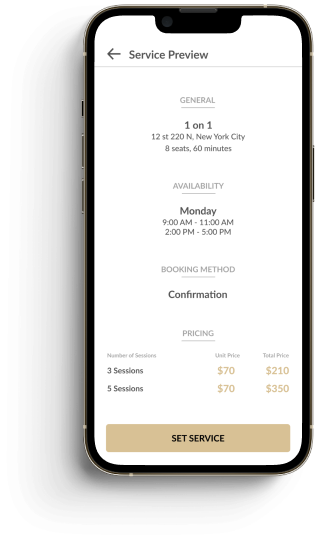 Service Preview
GENERAL
1 on 1
12 st 220 N, New York City
8 seats, 60 minutes
AVAILABILITY
Monday
9:00 AM - 11:00 AM
2:00 PM - 5:00 PM
BOOKING METHOD
Confirmation
PRICING
Number of Sessions Unit Price Total Price
3 Sessions $70 $210
5 Sessions $70 $350
SET SERVICE